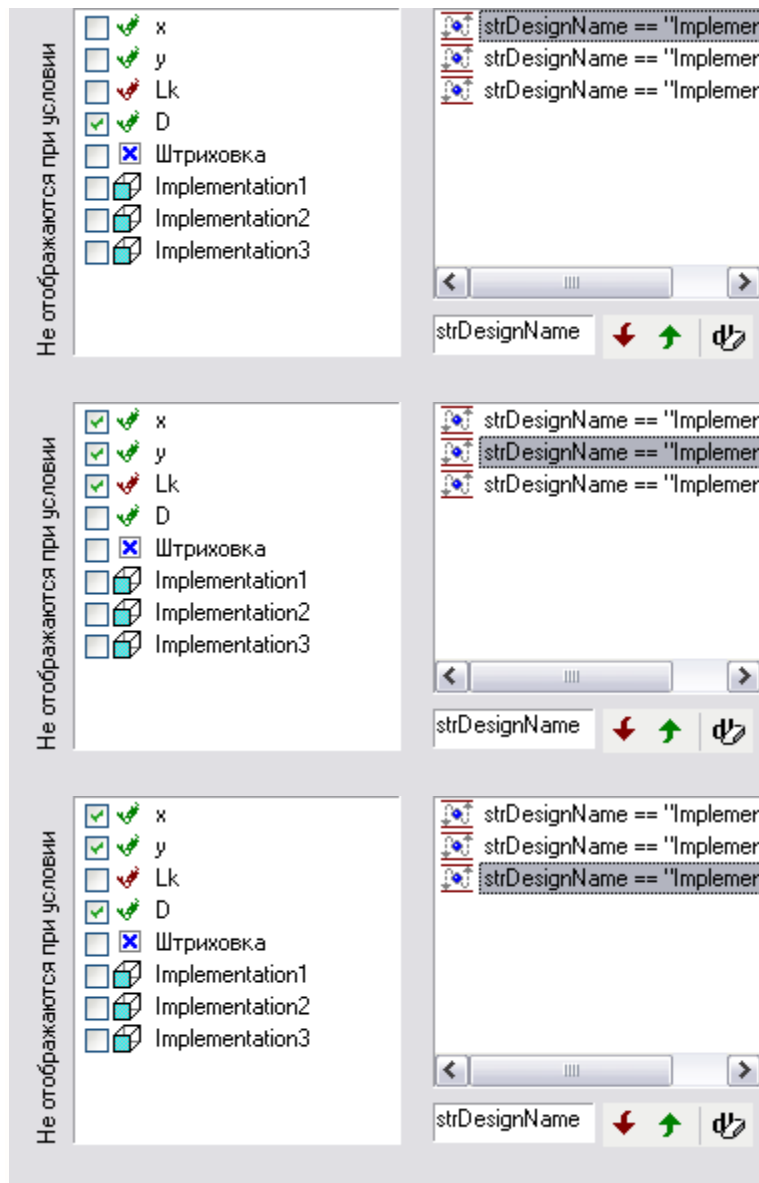 Не отображаются при условии
x
y
Lk
D
Штриховка
Implementation1
Implementation2
Implementation3
strDesignName == "Implemen
strDesignName == "Implemen
strDesignName == "Implemen
strDesignName
Не отображаются при условии
x
y
Lk
D
Штриховка
Implementation1
Implementation2
Implementation3
strDesignName == "Implemen
strDesignName == "Implemen
strDesignName == "Implemen
strDesignName
Не отображаются при условии
x
y
Lk
D
Штриховка
Implementation1
Implementation2
Implementation3
strDesignName == "Implemen
strDesignName == "Implemen
strDesignName == "Implemen
strDesignName